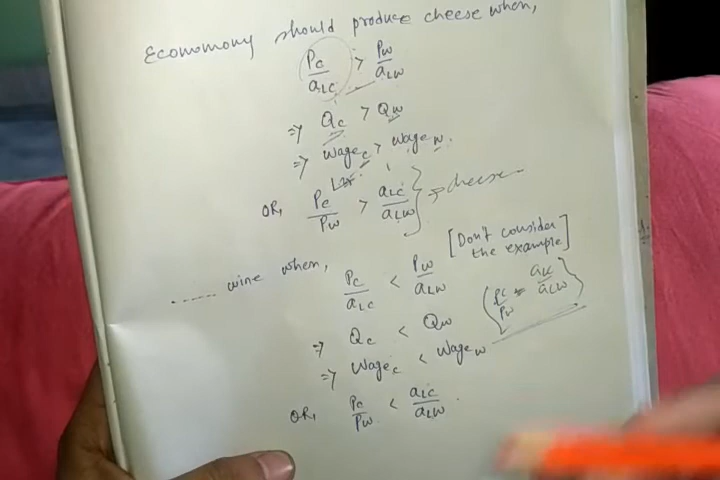 Economony should produce cheese when,
Pc/aLC > Pw/aLW
=> Qc > Qw
=> wagec > wagew.
OR, Pc/Pw > aLC/aLW } → cheese
...... wine when, [Don't consider the example]
Pc/aLC < Pw/aLW
(Pc/Pw = aLC/aLW)
=> Qc < Qw
=> Wagec < Wagew
OR, Pc/Pw < aLC/aLW.